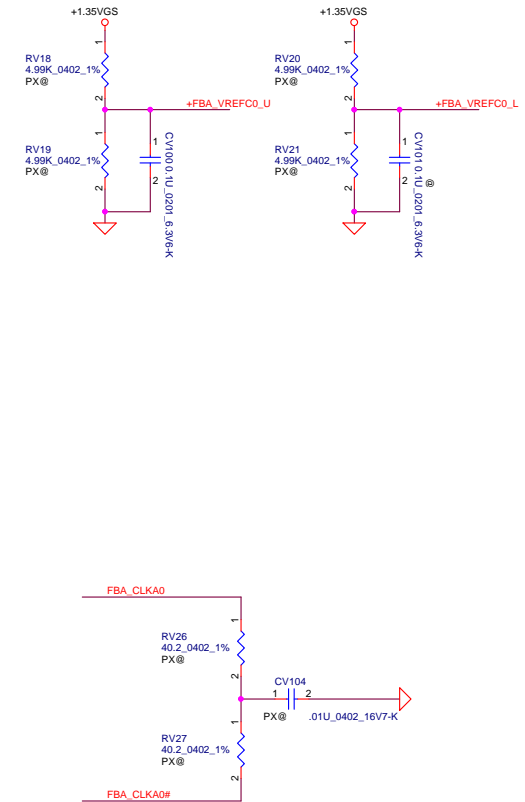 +1.35VGS
+1.35VGS
1
RV18
4.99K_0402_1%
PX@
2
+FBA_VREFC0_U
1
RV19
4.99K_0402_1%
PX@
2
1
2
CV100 0.1U_0201_6.3V6-K
1
RV20
4.99K_0402_1%
PX@
2
+FBA_VREFC0_L
1
RV21
4.99K_0402_1%
PX@
2
1
2
@
CV101 0.1U_0201_6.3V6-K
FBA_CLKA0
1
RV26
40.2_0402_1%
PX@
2
CV104
1
2
PX@
.01U_0402_16V7-K
1
RV27
40.2_0402_1%
PX@
2
FBA_CLKA0#